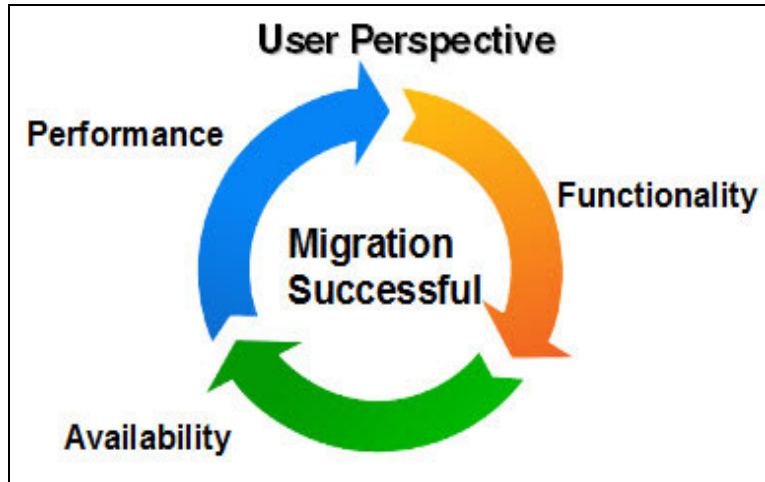 User Perspective
Performance
Functionality
Migration
Successful
Availability